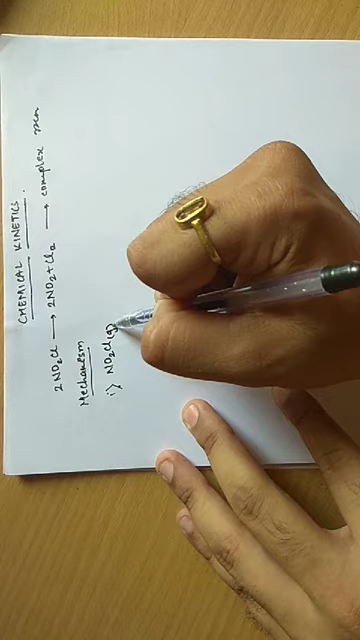 CHEMICAL KINETICS.
2NO₂Cl → 2NO₂ + Cl₂ → complex rxn
Mechanism
i) NO₂Cl(g)